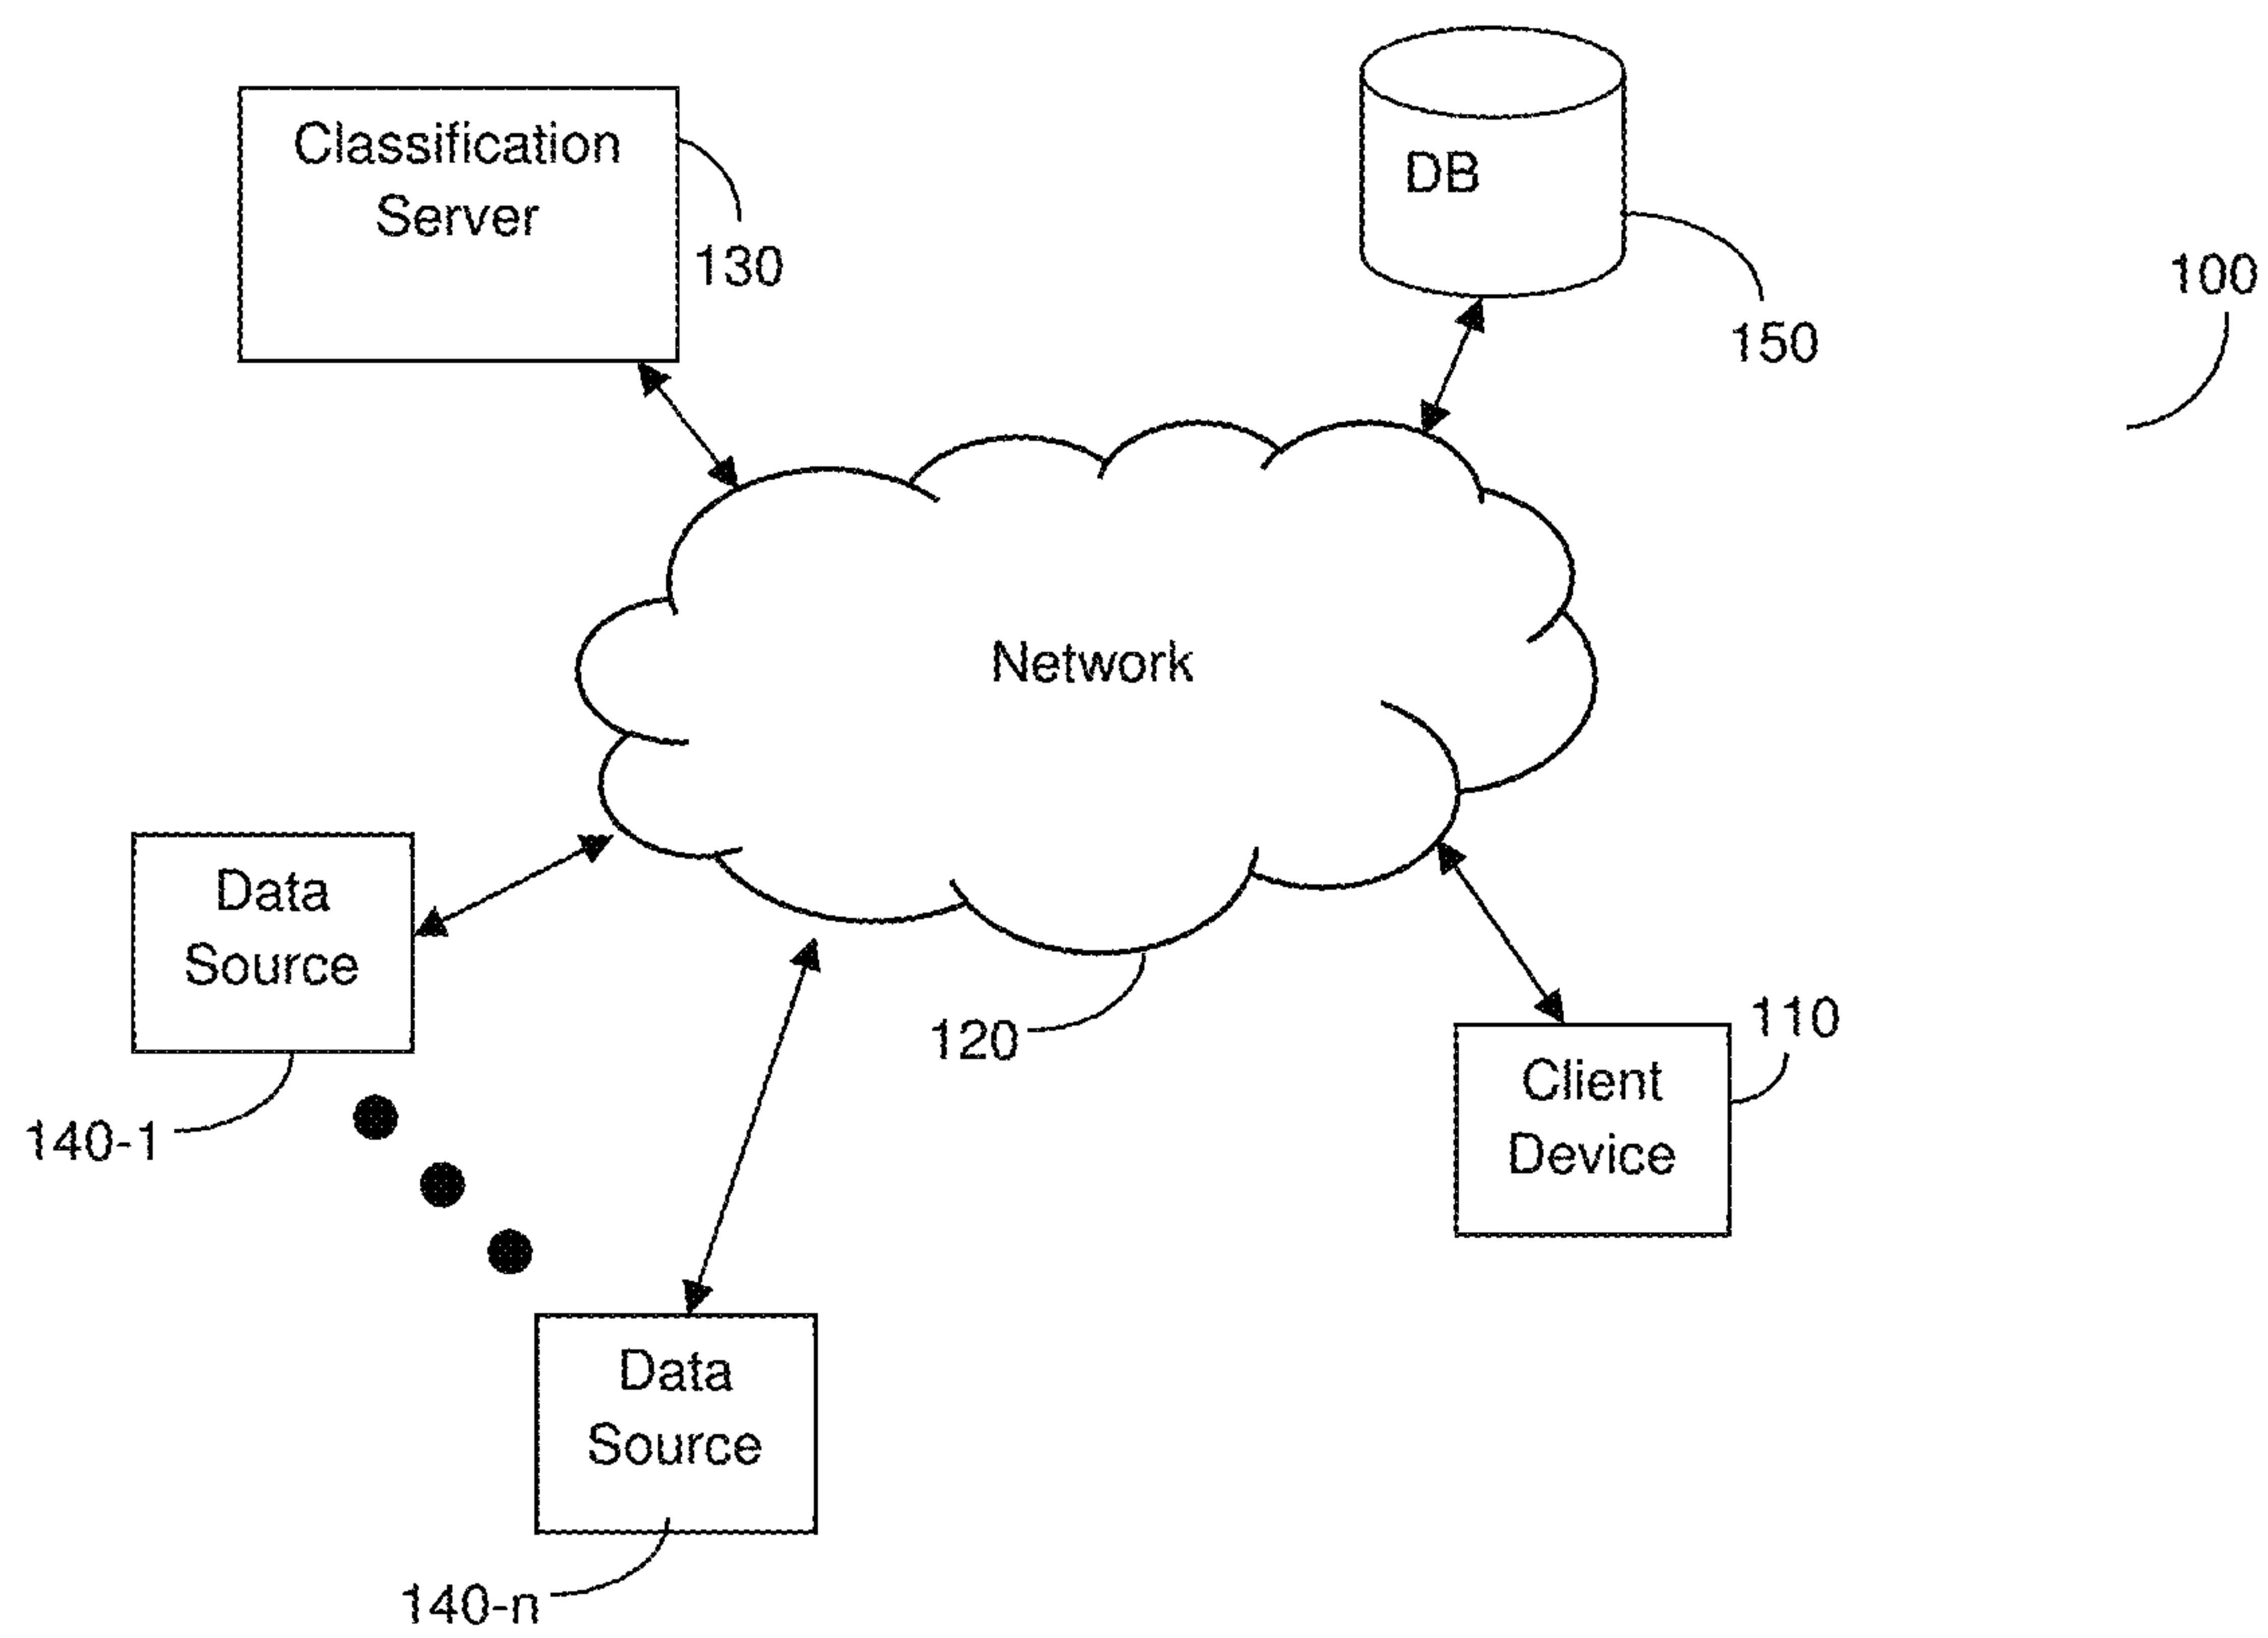 Classification
Server
130
DB
150
100
Network
Data
Source
140-1
120
110
Client
Device
Data
Source
140-n